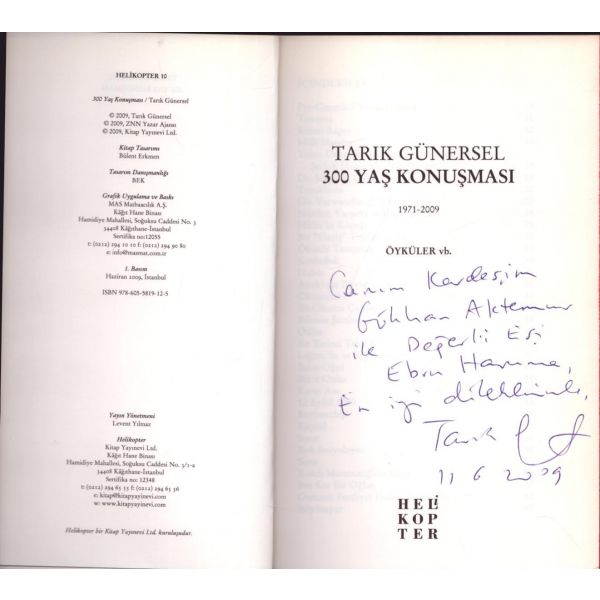 HELİKOPTER 10
300 Yaş Konuşması / Tarık Günersel
© 2009, Tarık Günersel
© 2009, ZNN Yazar Ajansı
© 2009, Kitap Yayınevi Ltd.
Kitap Tasarımı
Bülent Erkmen
Tasarım Danışmanlığı
BEK
Grafik Uygulama ve Baskı
MAS Matbaacılık A.Ş.
Kâğıt Hane Binası
Hamidiye Mahallesi, Soğuksu Caddesi No. 3
34408 Kâğıthane-İstanbul
Sertifika no:12055
t: (0212) 294 10 10 f: (0212) 294 90 80
e: info@masmat.com.tr
1. Basım
Haziran 2009, İstanbul
ISBN 978-605-5819-12-5
Yayın Yönetmeni
Levent Yılmaz
Helikopter
Kitap Yayınevi Ltd.
Kâğıt Hane Binası
Hamidiye Mahallesi, Soğuksu Caddesi No. 3/1-a
34408 Kâğıthane-İstanbul
Sertifika no: 12348
t: (0212) 294 65 55 f: (0212) 294 65 56
e: kitap@kitapyayinevi.com
w: www.kitapyayinevi.com
Helikopter bir Kitap Yayınevi Ltd. kuruluşudur.
TARIK GÜNERSEL
300 YAŞ KONUŞMASI
1971-2009
ÖYKÜLER vb.
Canım Kardeşim
Gökhan Aktemur
ile Değerli Eşi
Ebru Hanıma,
En iyi dileklerimle,
Tarık
11 6 2009
HELİ
KOP
TER